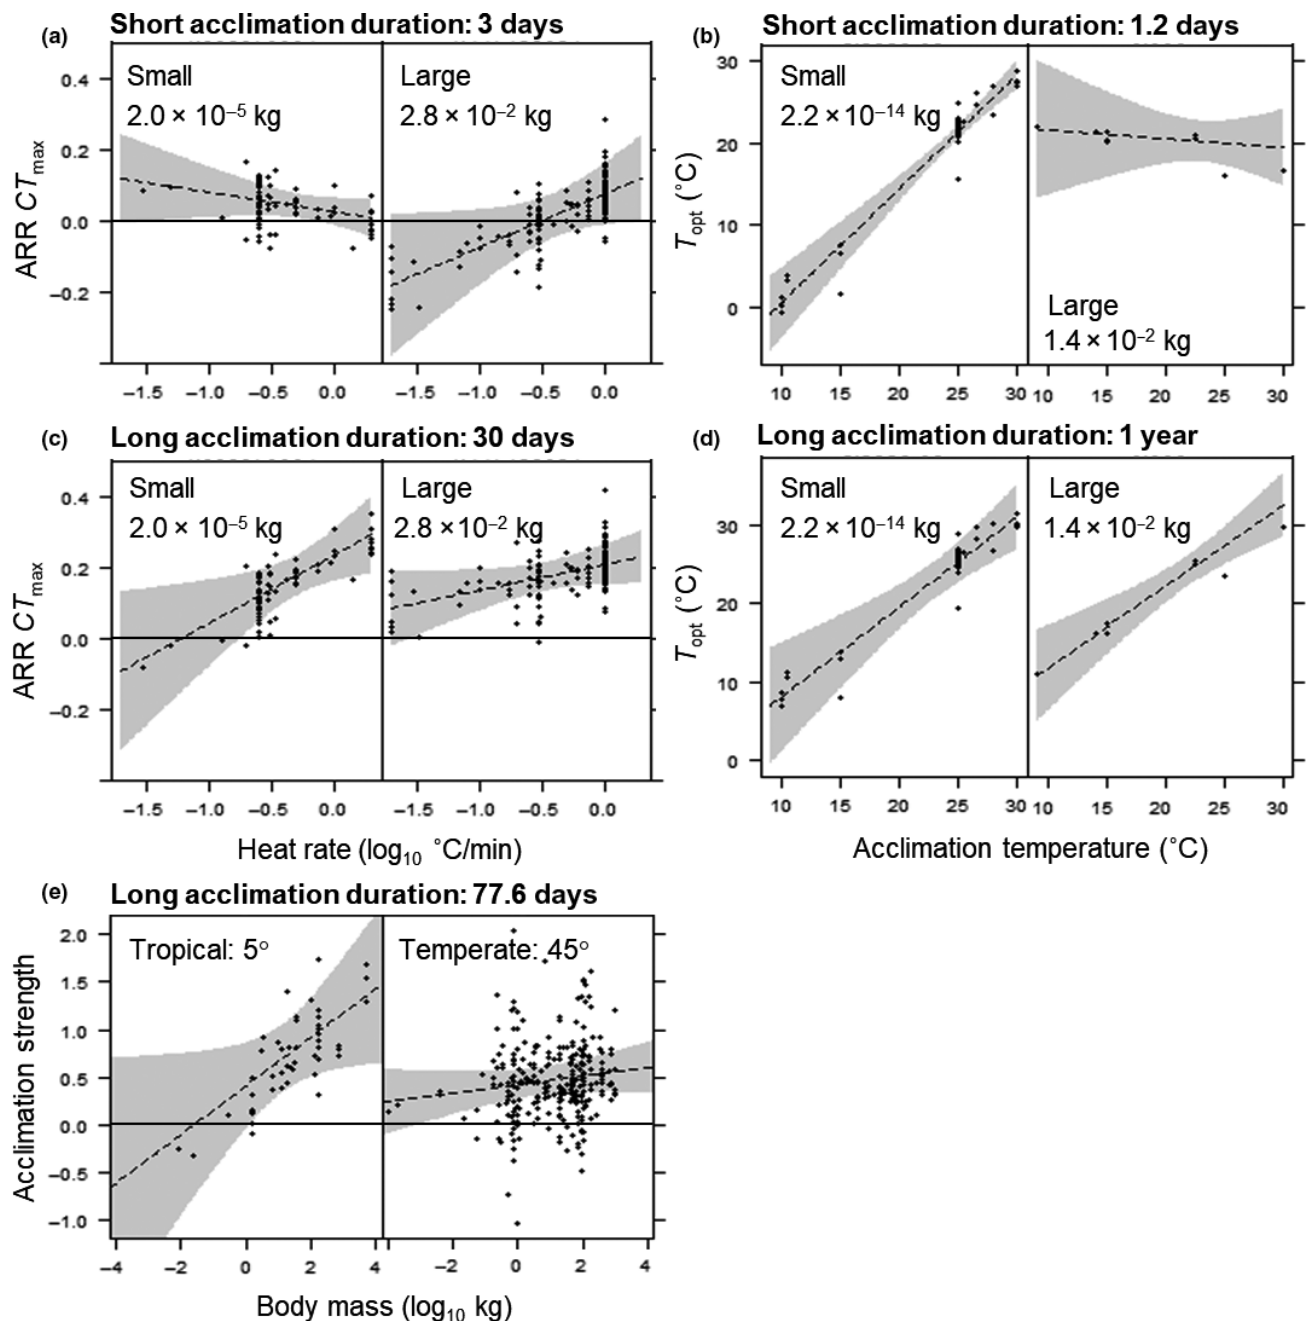 (a) Short acclimation duration: 3 days
Small
2.0 × 10⁻⁵ kg
Large
2.8 × 10⁻² kg
ARR CTmax
0.4
0.2
0.0
−0.2
−1.5 −1.0 −0.5 0.0
−1.5 −1.0 −0.5 0.0
(b) Short acclimation duration: 1.2 days
Small
2.2 × 10⁻¹⁴ kg
Large
1.4 × 10⁻² kg
Topt (˚C)
30
20
10
0
10 15 20 25 30
10 15 20 25 30
(c) Long acclimation duration: 30 days
Small
2.0 × 10⁻⁵ kg
Large
2.8 × 10⁻² kg
ARR CTmax
0.4
0.2
0.0
−0.2
−1.5 −1.0 −0.5 0.0
−1.5 −1.0 −0.5 0.0
Heat rate (log₁₀ ˚C/min)
(d) Long acclimation duration: 1 year
Small
2.2 × 10⁻¹⁴ kg
Large
1.4 × 10⁻² kg
Topt (˚C)
30
20
10
0
10 15 20 25 30
10 15 20 25 30
Acclimation temperature (˚C)
(e) Long acclimation duration: 77.6 days
Tropical: 5°
Temperate: 45°
Acclimation strength
2.0
1.5
1.0
0.5
0.0
−0.5
−1.0
−4 −2 0 2 4
−2 0 2 4
Body mass (log₁₀ kg)